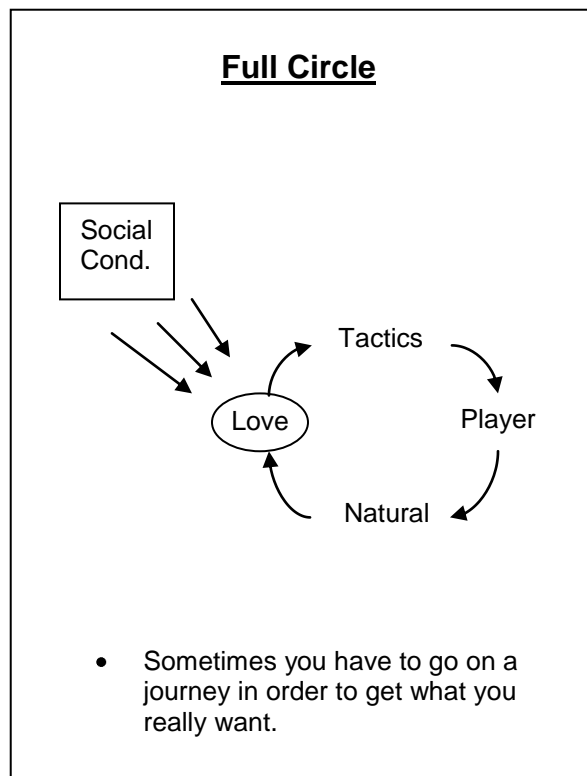 Full Circle
Social
Cond.
Tactics
Love
Player
Natural
• Sometimes you have to go on a
journey in order to get what you
really want.